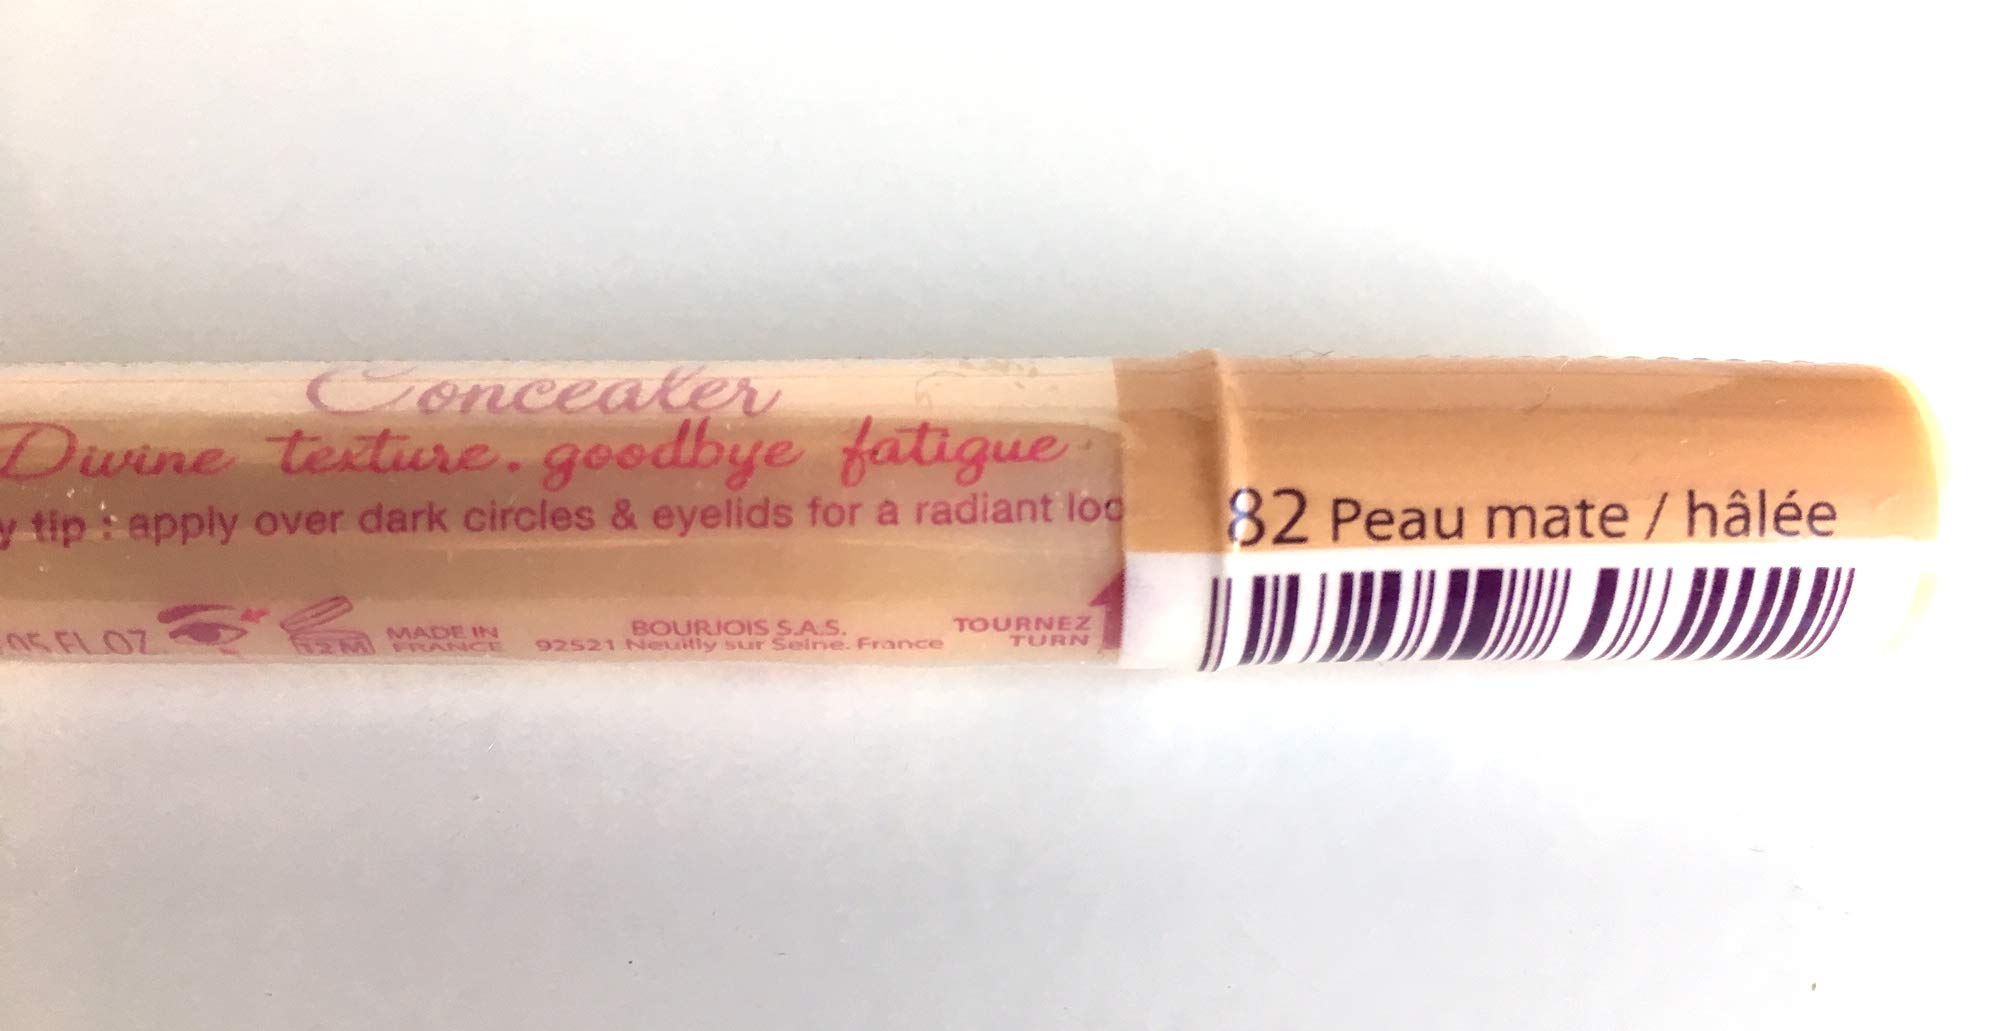 Concealer
Divine texture. goodbye fatigue
y tip : apply over dark circles & eyelids for a radiant loo
82 Peau mate / hâlée
.05 FL.OZ.
12M
MADE IN
FRANCE
BOURJOIS S.A.S.
92521 Neuilly sur Seine. France
TOURNEZ
TURN